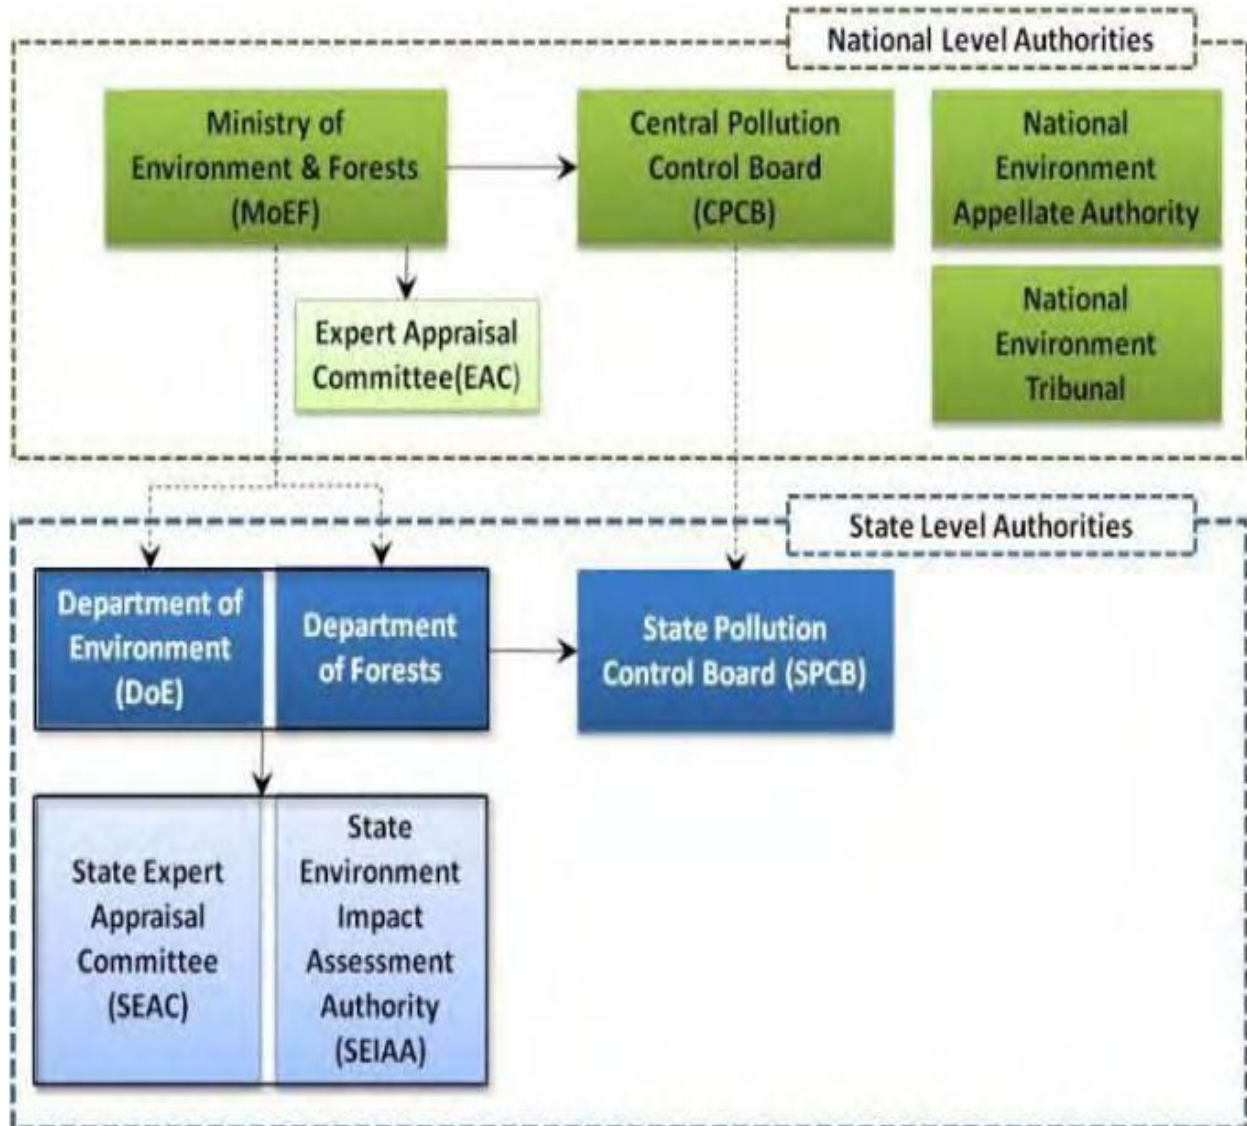 National Level Authorities
Ministry of
Environment & Forests
(MoEF)
Central Pollution
Control Board
(CPCB)
National
Environment
Appellate Authority
Expert Appraisal
Committee(EAC)
National
Environment
Tribunal
State Level Authorities
Department of
Environment
(DoE)
Department
of Forests
State Pollution
Control Board (SPCB)
State Expert
Appraisal
Committee
(SEAC)
State
Environment
Impact
Assessment
Authority
(SEIAA)